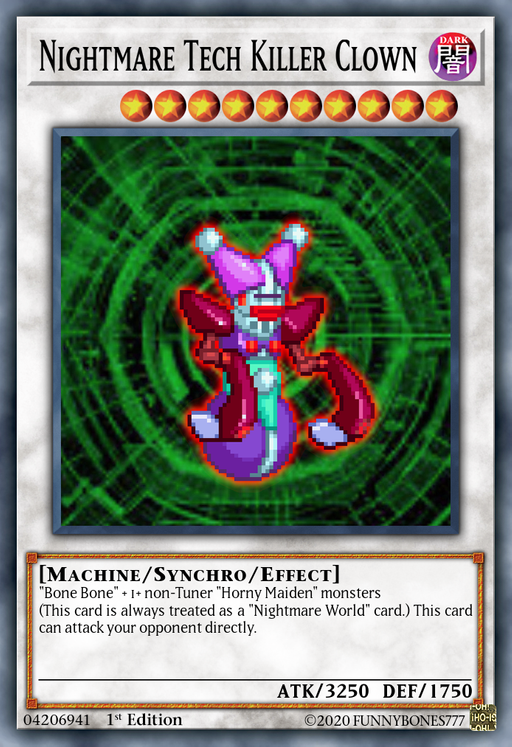 NIGHTMARE TECH KILLER CLOWN
DARK
闇
[MACHINE/SYNCHRO/EFFECT]
"Bone Bone" + 1+ non-Tuner "Horny Maiden" monsters
(This card is always treated as a "Nightmare World" card.) This card
can attack your opponent directly.
ATK/3250 DEF/1750
04206941 1st Edition ©2020 FUNNYBONES777